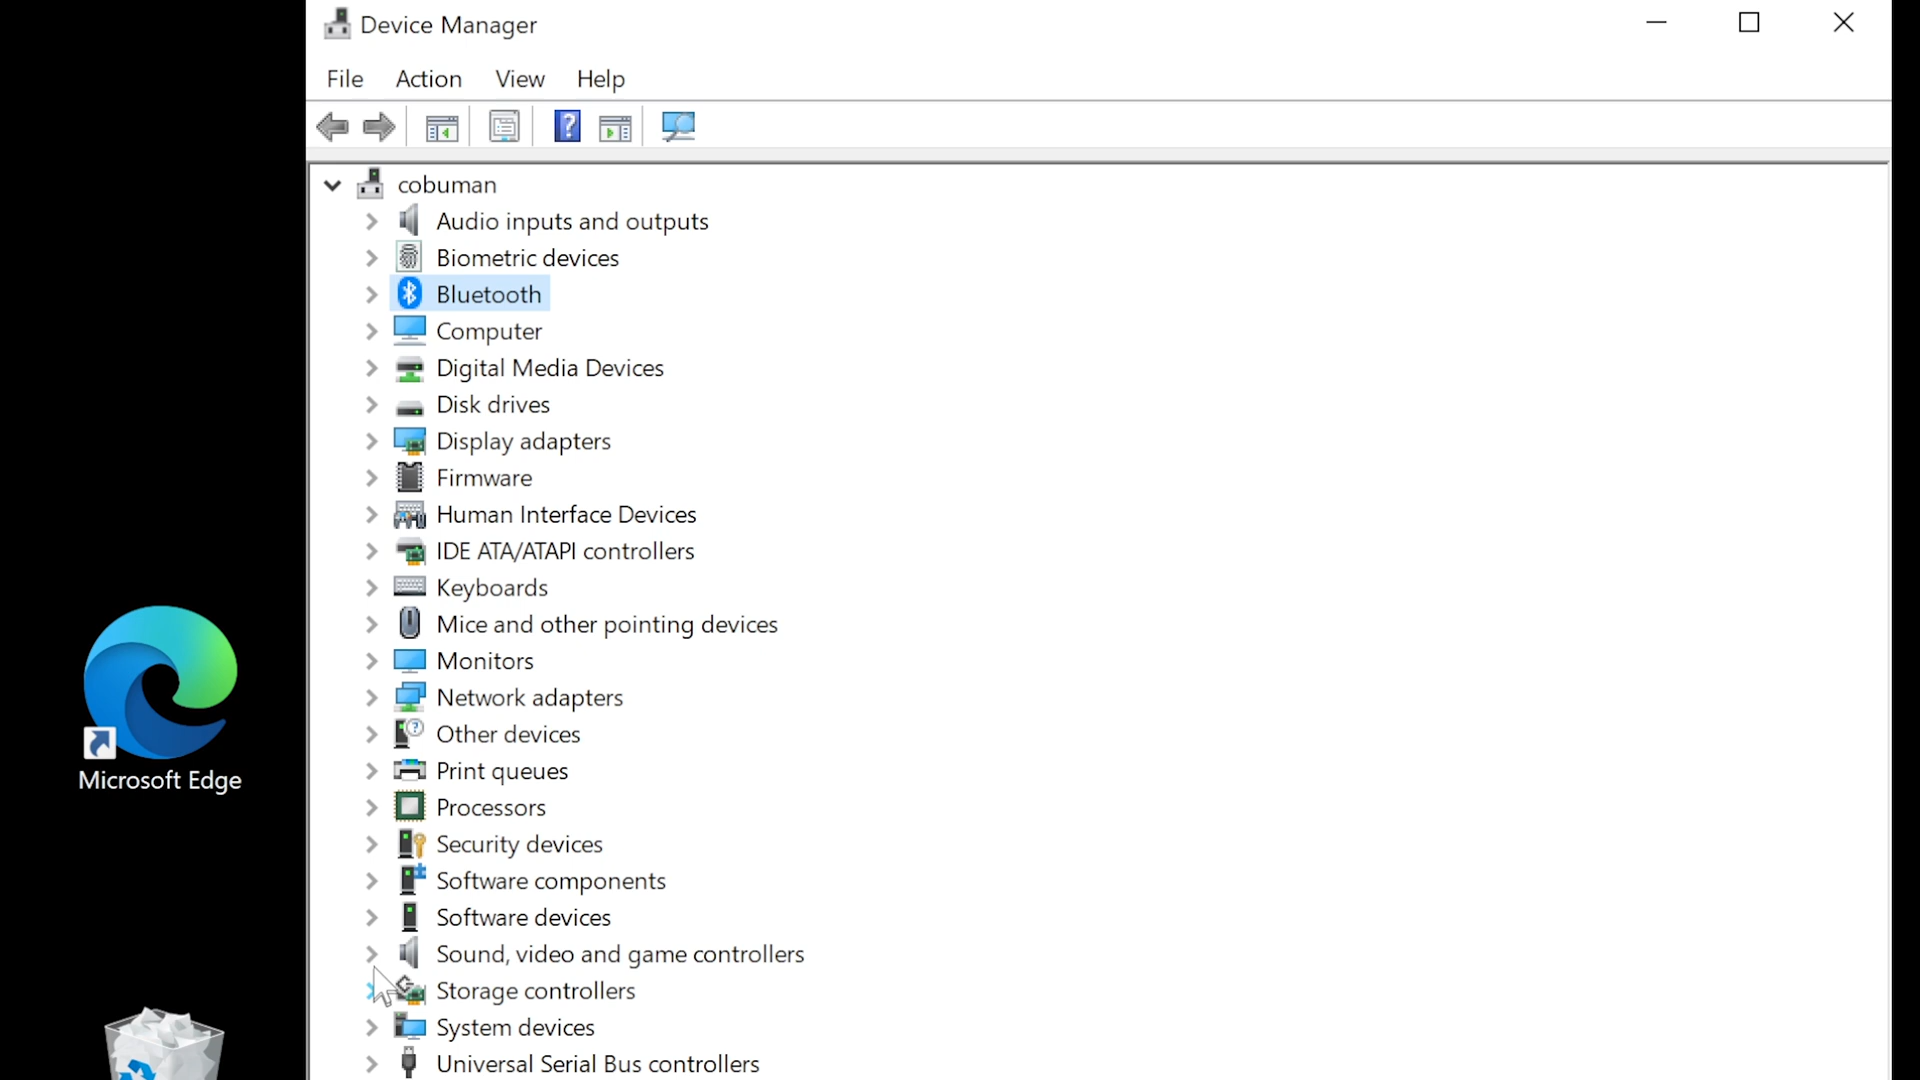 Device Manager
File Action View Help
cobuman
Audio inputs and outputs
Biometric devices
Bluetooth
Computer
Digital Media Devices
Disk drives
Display adapters
Firmware
Human Interface Devices
IDE ATA/ATAPI controllers
Keyboards
Mice and other pointing devices
Monitors
Network adapters
Other devices
Print queues
Processors
Security devices
Software components
Software devices
Sound, video and game controllers
Storage controllers
System devices
Universal Serial Bus controllers
Microsoft Edge